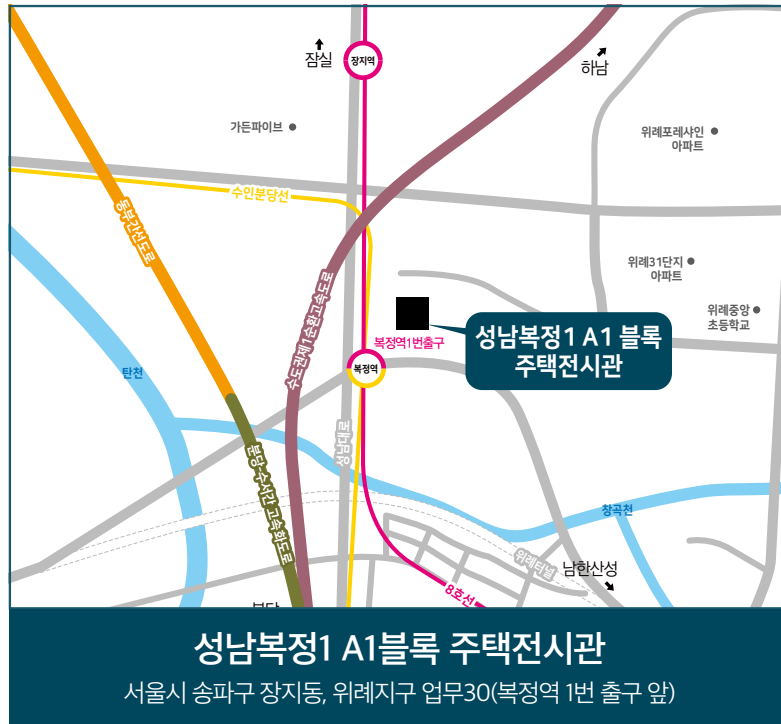 잠실
장지역
하남
가든파이브
위례포레샤인
아파트
수인분당선
동부간선도로
위례31단지
아파트
수도권제1순환고속도로
위례중앙
초등학교
성남복정1 A1 블록
주택전시관
복정역1번출구
복정역
탄천
성남대로
분당-수서간 고속화도로
창곡천
위례터널
남한산성
8호선
성남복정1 A1블록 주택전시관
서울시 송파구 장지동, 위례지구 업무30(복정역 1번 출구 앞)